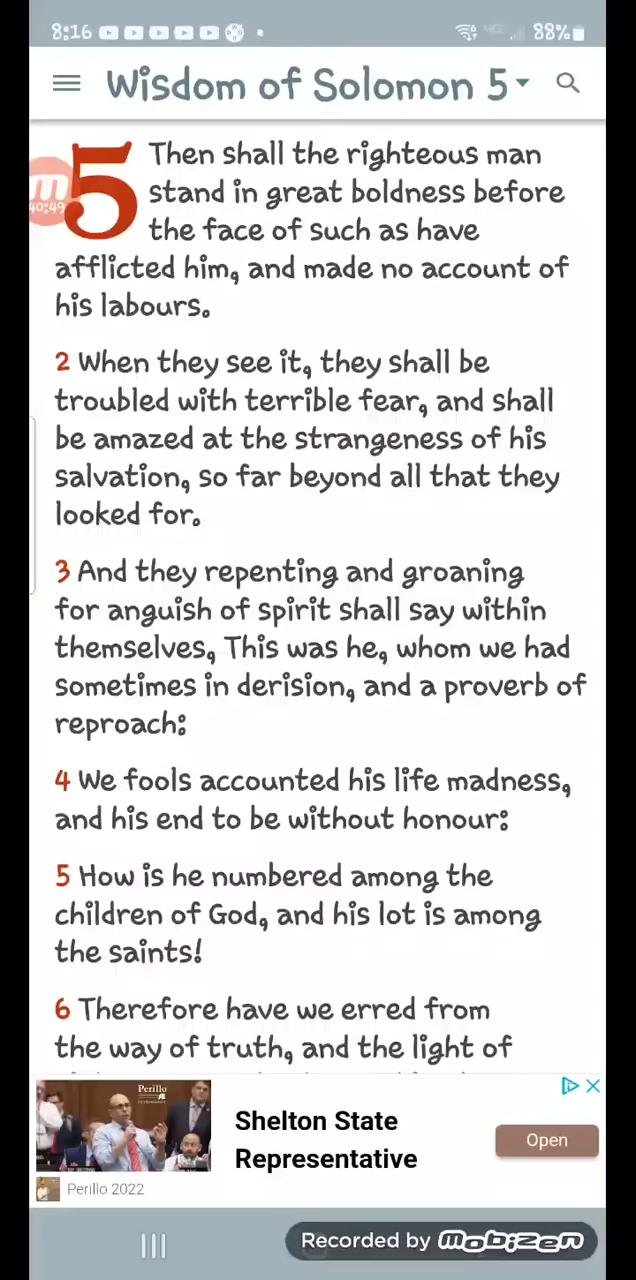 8:16
88%
Wisdom of Solomon 5
40:49
5 Then shall the righteous man
stand in great boldness before
the face of such as have
afflicted him, and made no account of
his labours.
2 When they see it, they shall be
troubled with terrible fear, and shall
be amazed at the strangeness of his
salvation, so far beyond all that they
looked for.
3 And they repenting and groaning
for anguish of spirit shall say within
themselves, This was he, whom we had
sometimes in derision, and a proverb of
reproach:
4 We fools accounted his life madness,
and his end to be without honour:
5 How is he numbered among the
children of God, and his lot is among
the saints!
6 Therefore have we erred from
the way of truth, and the light of
Perillo
Shelton State
Representative
Open
Perillo 2022
Recorded by mobizen